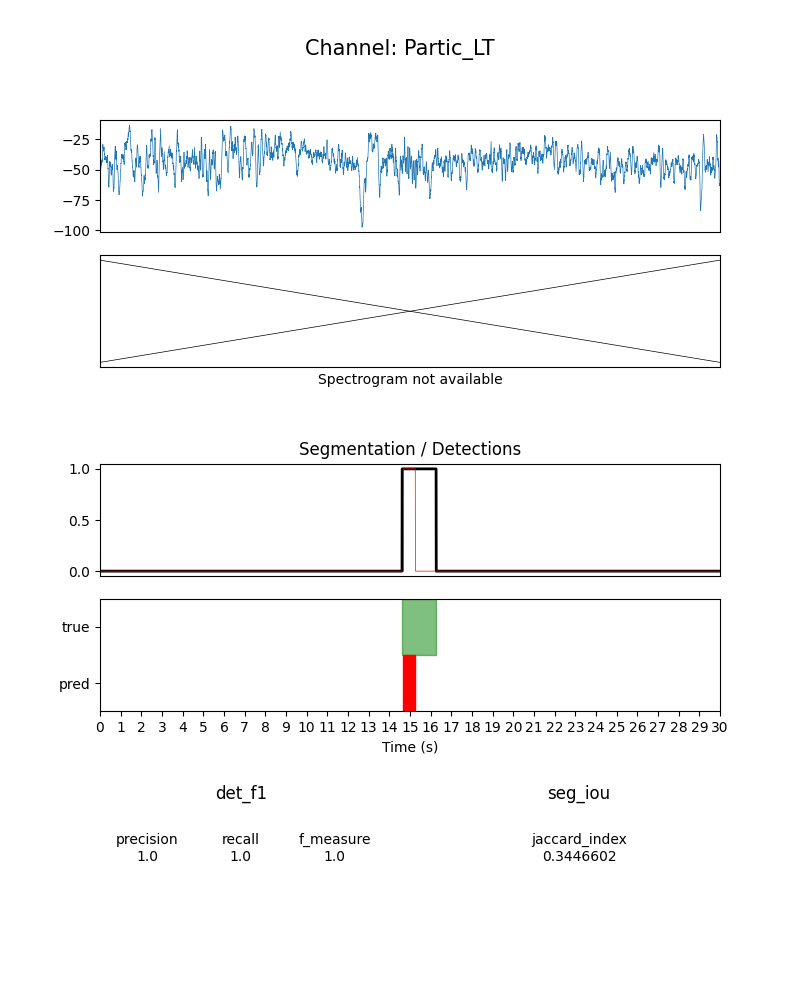 Channel: Partic_LT
−25
−50
−75
−100
Spectrogram not available
Segmentation / Detections
1.0
0.5
0.0
true
pred
0 1 2 3 4 5 6 7 8 9 10 11 12 13 14 15 16 17 18 19 20 21 22 23 24 25 26 27 28 29 30
Time (s)
det_f1 seg_iou
precision recall f_measure jaccard_index
1.0 1.0 1.0 0.3446602